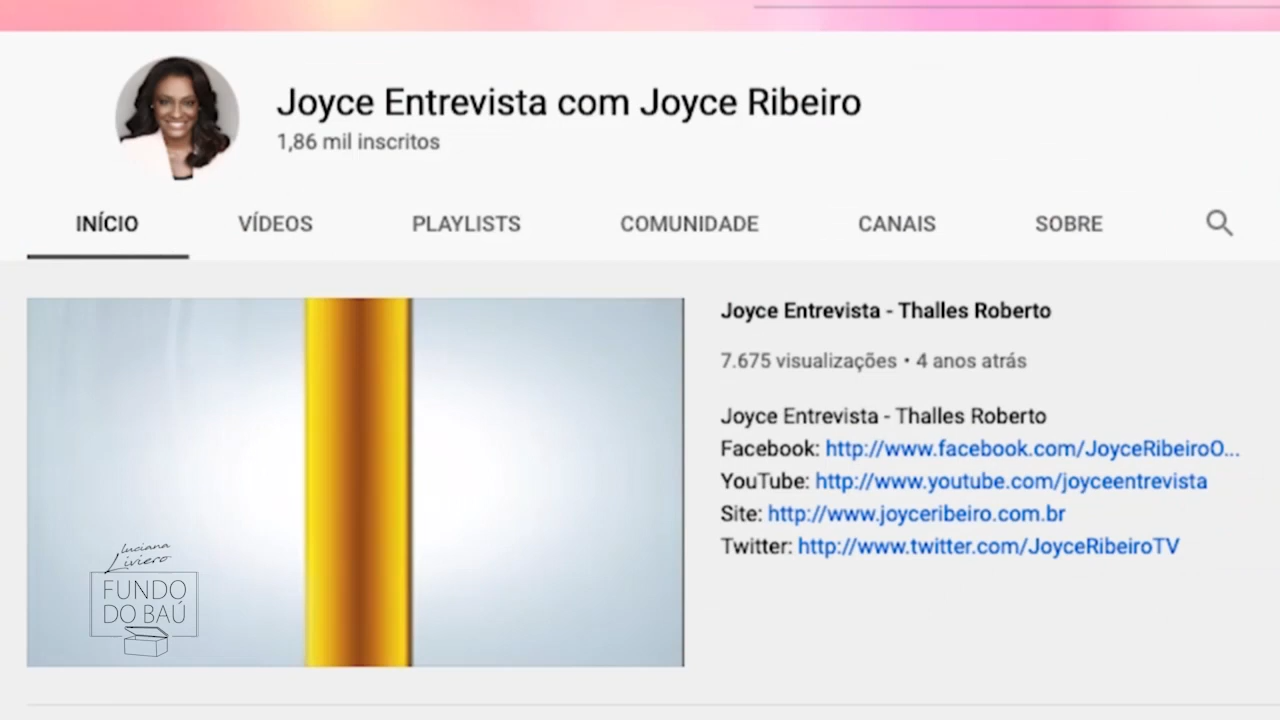 Joyce Entrevista com Joyce Ribeiro
1,86 mil inscritos
INÍCIO VÍDEOS PLAYLISTS COMUNIDADE CANAIS SOBRE
Joyce Entrevista - Thalles Roberto
7.675 visualizações • 4 anos atrás
Joyce Entrevista - Thalles Roberto
Facebook: http://www.facebook.com/JoyceRibeiroO...
YouTube: http://www.youtube.com/joyceentrevista
Site: http://www.joyceribeiro.com.br
Twitter: http://www.twitter.com/JoyceRibeiroTV
luciana
Liviero
FUNDO
DO BAÚ